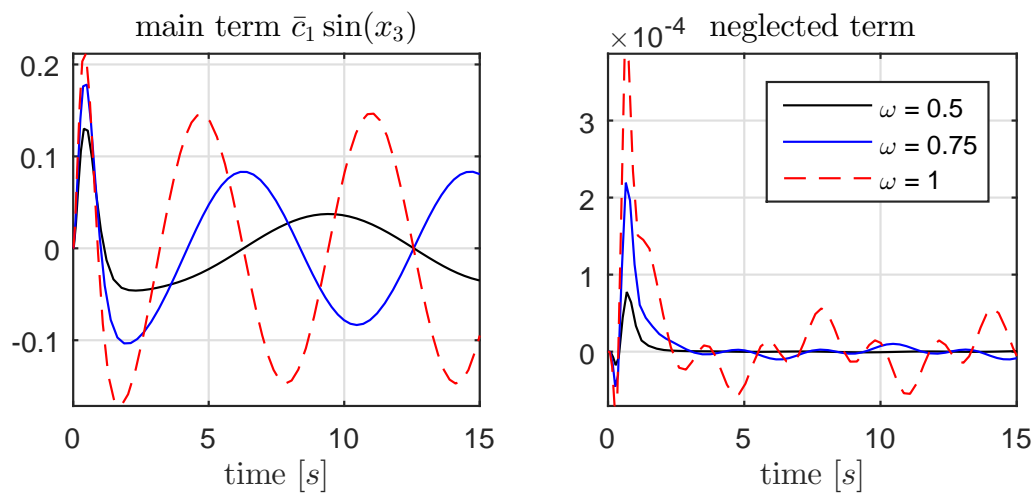 main term c̄₁ sin(x₃)
0.2
0.1
0
-0.1
0
5
10
15
time [s]
neglected term
×10⁻⁴
3
2
1
0
0
5
10
15
time [s]
ω = 0.5
ω = 0.75
ω = 1